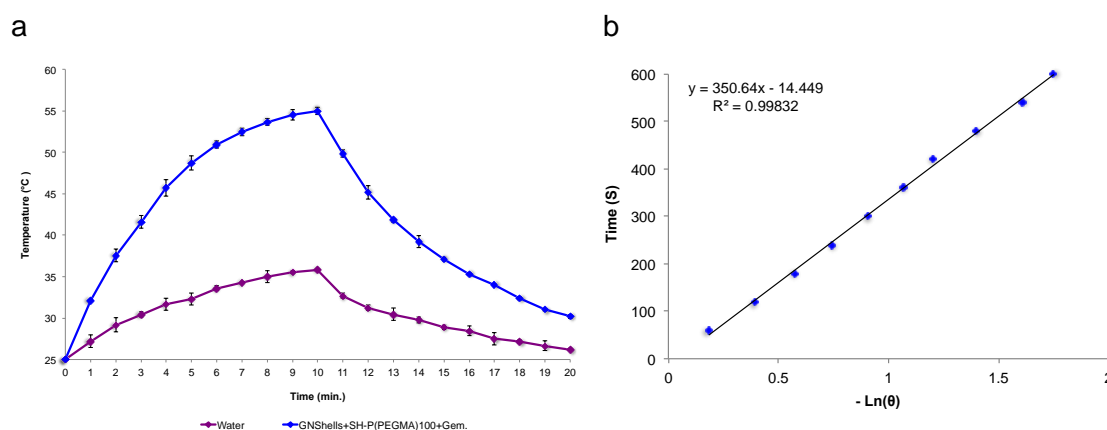 a
60
55
50
45
40
35
30
25
Temperature (°C )
0 1 2 3 4 5 6 7 8 9 10 11 12 13 14 15 16 17 18 19 20
Time (min.)
Water GNShells+SH-P(PEGMA)100+Gem.
b
y = 350.64x - 14.449
R² = 0.99832
600
500
400
300
200
100
0
Time (S)
0 0.5 1 1.5 2
- Ln(θ)